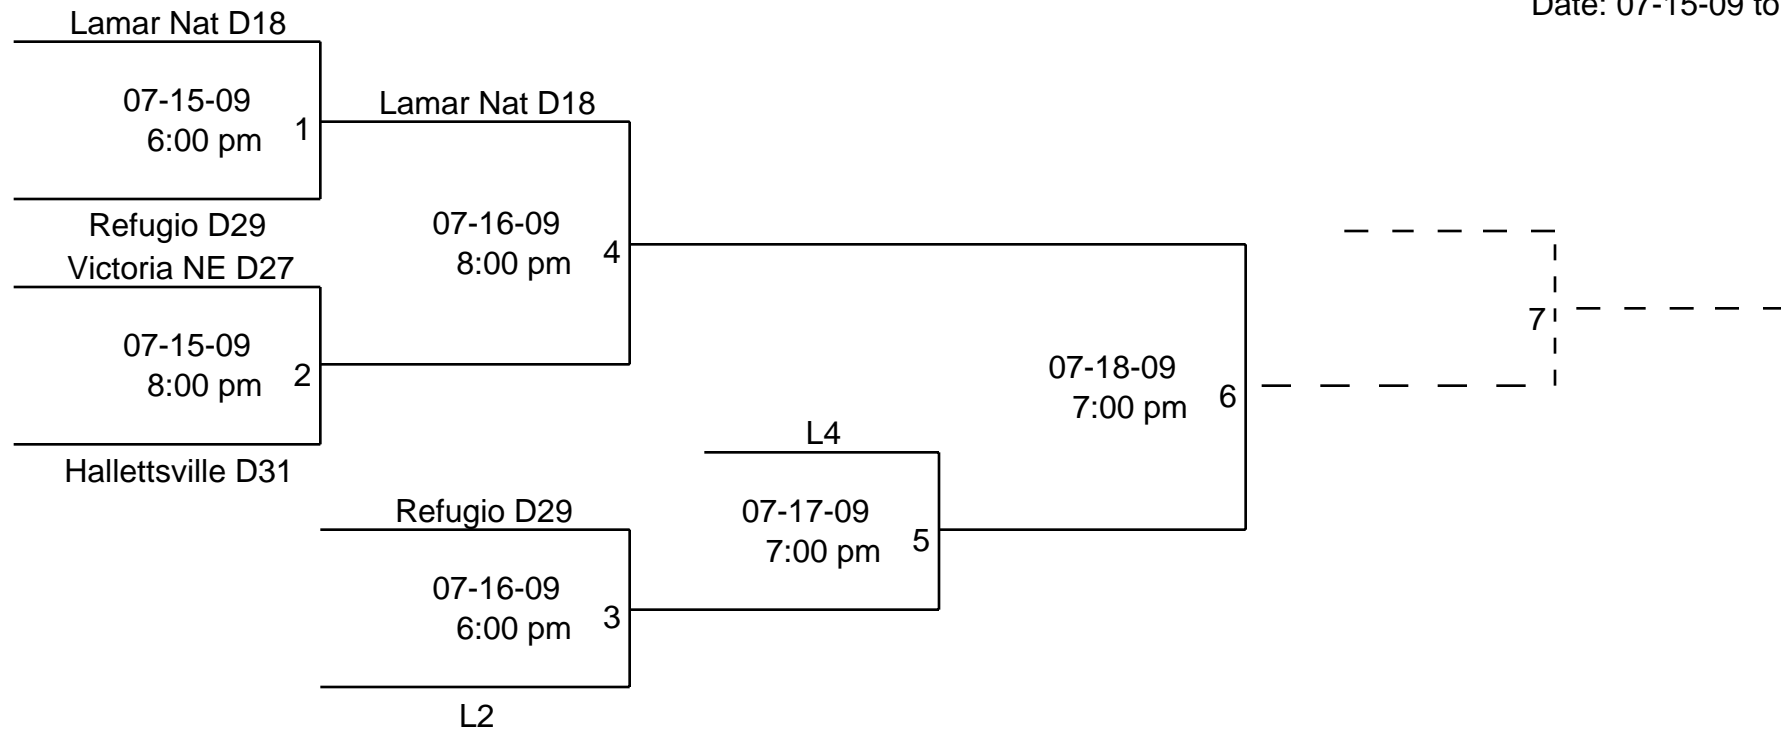 Date: 07-15-09 to
Lamar Nat D18
07-15-09
6:00 pm
1
Refugio D29
Lamar Nat D18
Victoria NE D27
07-15-09
8:00 pm
2
Hallettsville D31
07-16-09
8:00 pm
4
Refugio D29
07-16-09
6:00 pm
3
L2
L4
07-17-09
7:00 pm
5
07-18-09
7:00 pm
6
7